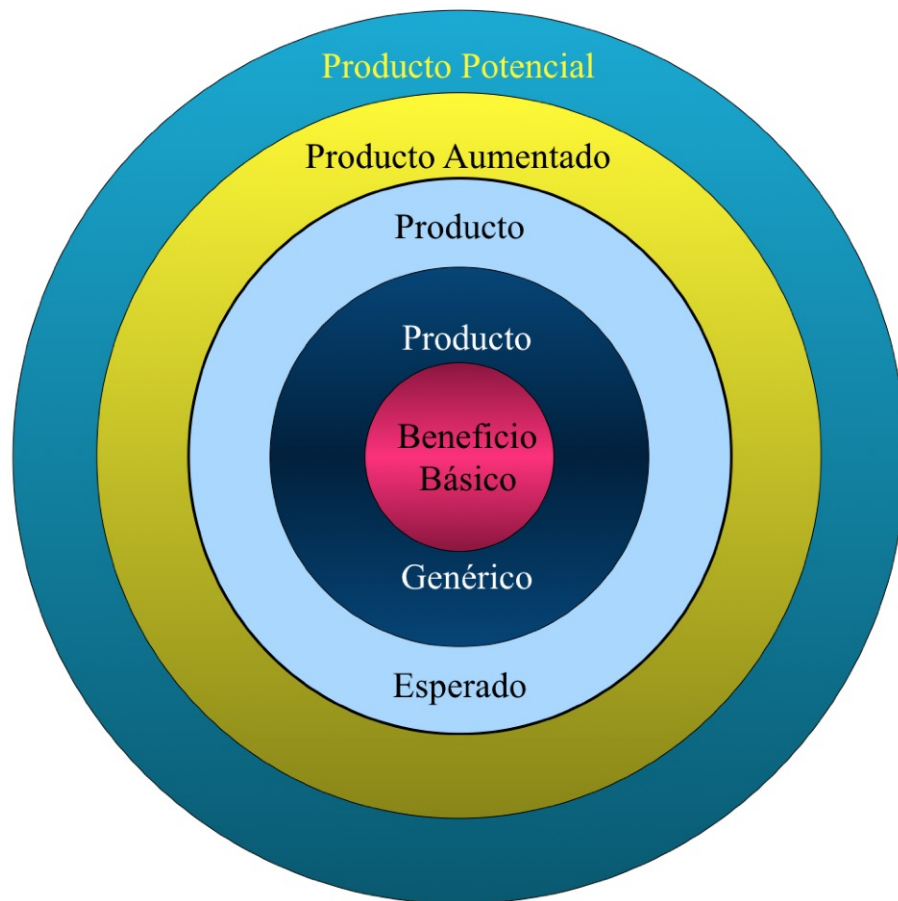 Producto Potencial
Producto Aumentado
Producto
Producto
Beneficio
Básico
Genérico
Esperado